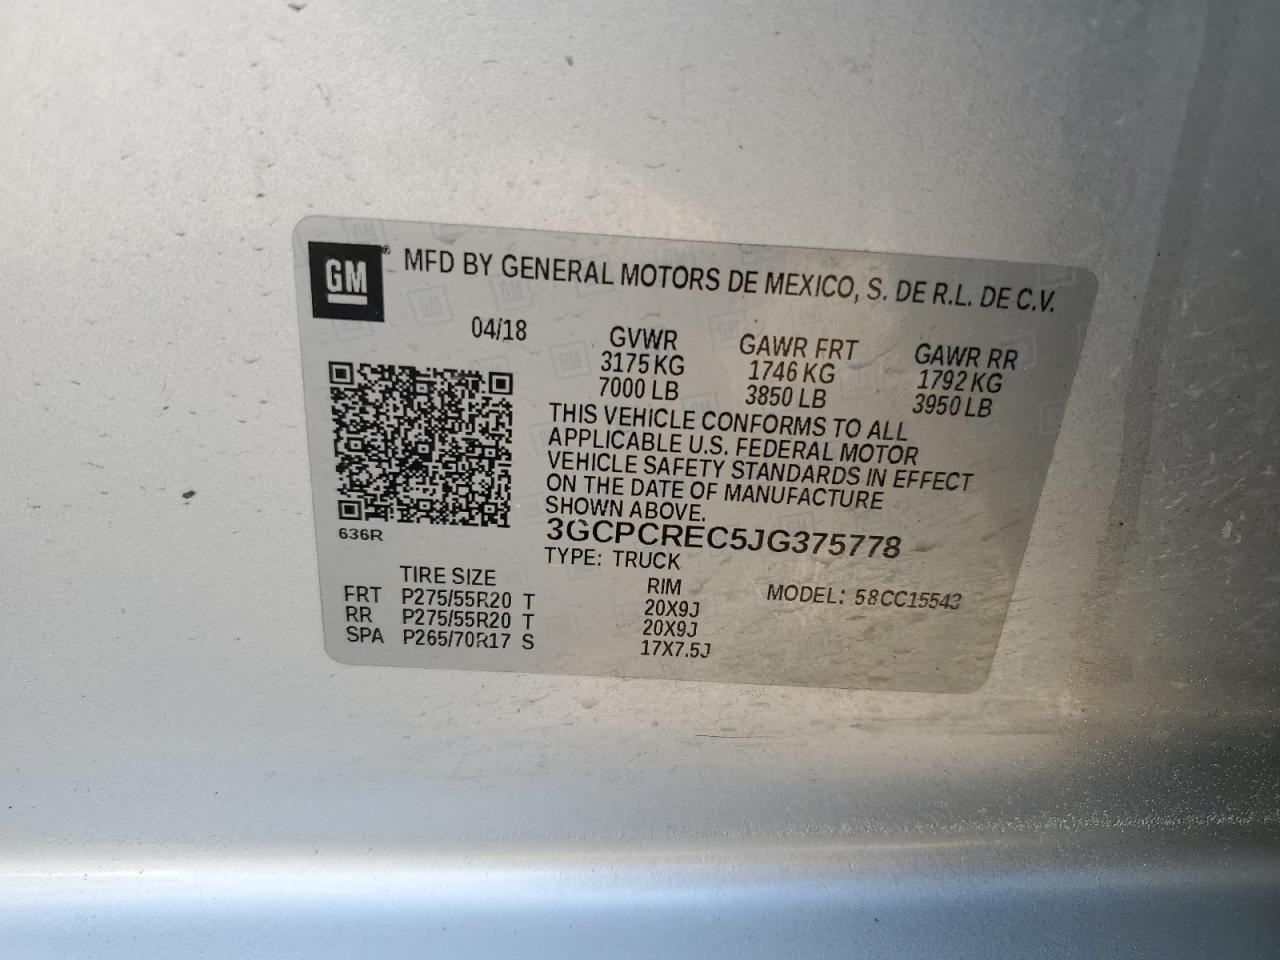 GM® MFD BY GENERAL MOTORS DE MEXICO, S. DE R.L. DE C.V.
04/18 GVWR GAWR FRT GAWR RR
3175 KG 1746 KG 1792 KG
7000 LB 3850 LB 3950 LB
THIS VEHICLE CONFORMS TO ALL
APPLICABLE U.S. FEDERAL MOTOR
VEHICLE SAFETY STANDARDS IN EFFECT
ON THE DATE OF MANUFACTURE
SHOWN ABOVE.
636R
3GCPCREC5JG375778
TYPE: TRUCK
TIRE SIZE RIM MODEL: 58CC15543
FRT P275/55R20 T 20X9J
RR P275/55R20 T 20X9J
SPA P265/70R17 S 17X7.5J